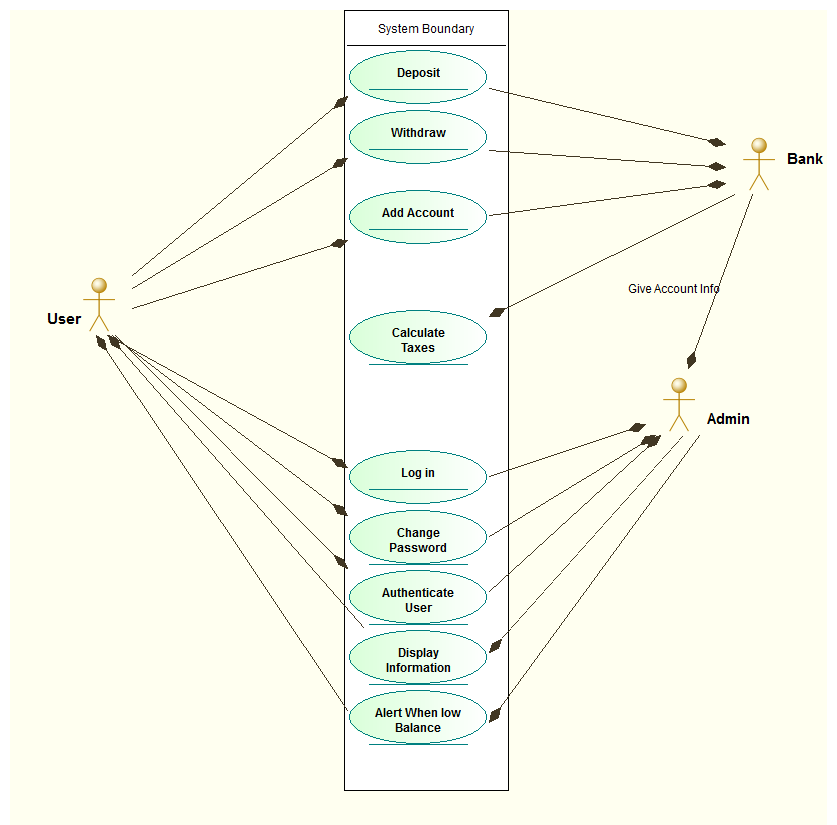 System Boundary
Deposit
Withdraw
Bank
Add Account
Give Account Info
User
Calculate
Taxes
Admin
Log in
Change
Password
Authenticate
User
Display
Information
Alert When low
Balance